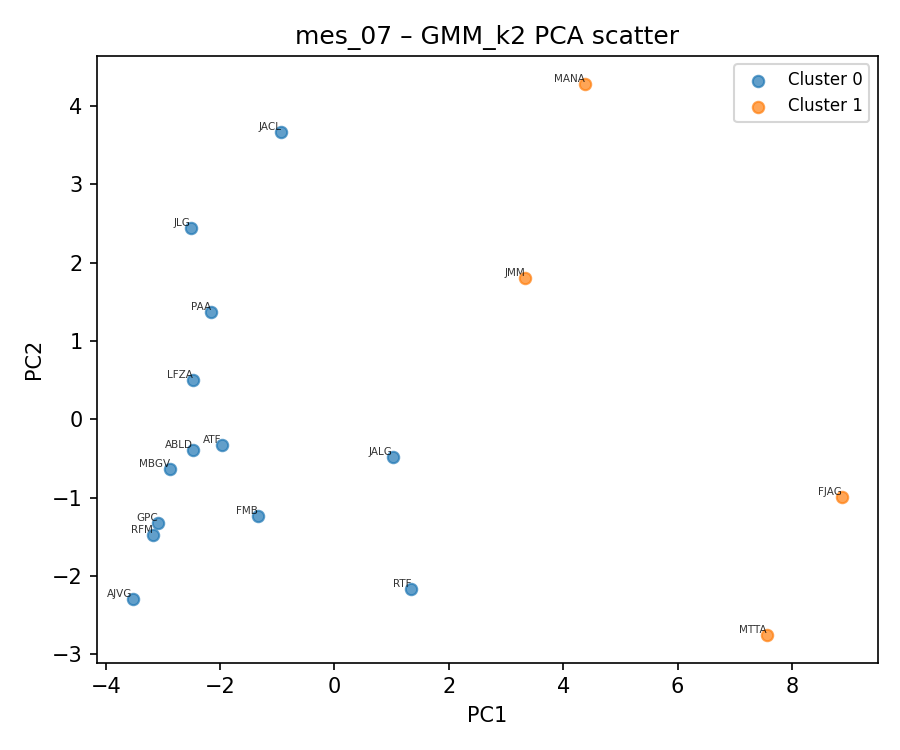 mes_07 – GMM_k2 PCA scatter
Cluster 0
Cluster 1
MANA
JACL
JLG
JMM
PAA
LFZA
ATF
ABLD
JALG
MBGV
FJAG
GPC
FMB
RFM
RTF
AJVG
MTTA
4
3
2
1
0
−1
−2
−3
PC2
−4
−2
0
2
4
6
8
PC1